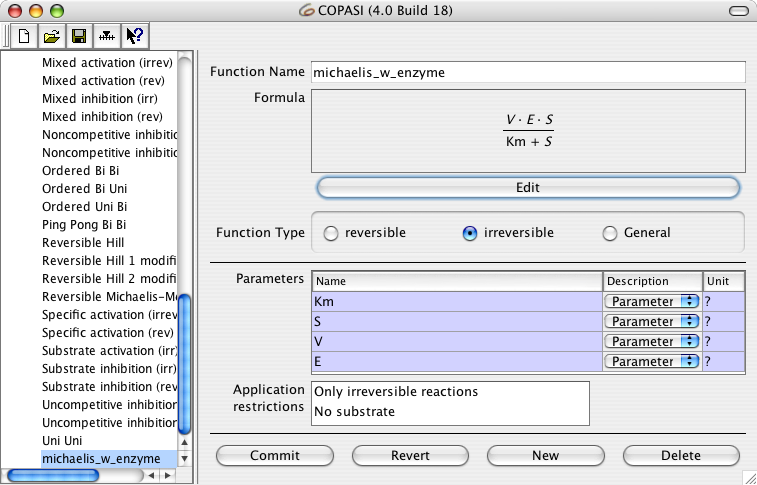 COPASI (4.0 Build 18)
Mixed activation (irrev)
Mixed activation (rev)
Mixed inhibition (irr)
Mixed inhibition (rev)
Noncompetitive inhibitio
Noncompetitive inhibitio
Ordered Bi Bi
Ordered Bi Uni
Ordered Uni Bi
Ping Pong Bi Bi
Reversible Hill
Reversible Hill 1 modifi
Reversible Hill 2 modifi
Reversible Michaelis-Me
Specific activation (irrev
Specific activation (rev)
Substrate activation (irr)
Substrate inhibition (irr)
Substrate inhibition (rev
Uncompetitive inhibition
Uncompetitive inhibition
Uni Uni
michaelis_w_enzyme
Function Name michaelis_w_enzyme
Formula
V · E · S
Km + S
Edit
Function Type reversible irreversible General
Parameters Name Description Unit
Km Parameter ?
S Parameter ?
V Parameter ?
E Parameter ?
Application restrictions
Only irreversible reactions
No substrate
Commit Revert New Delete